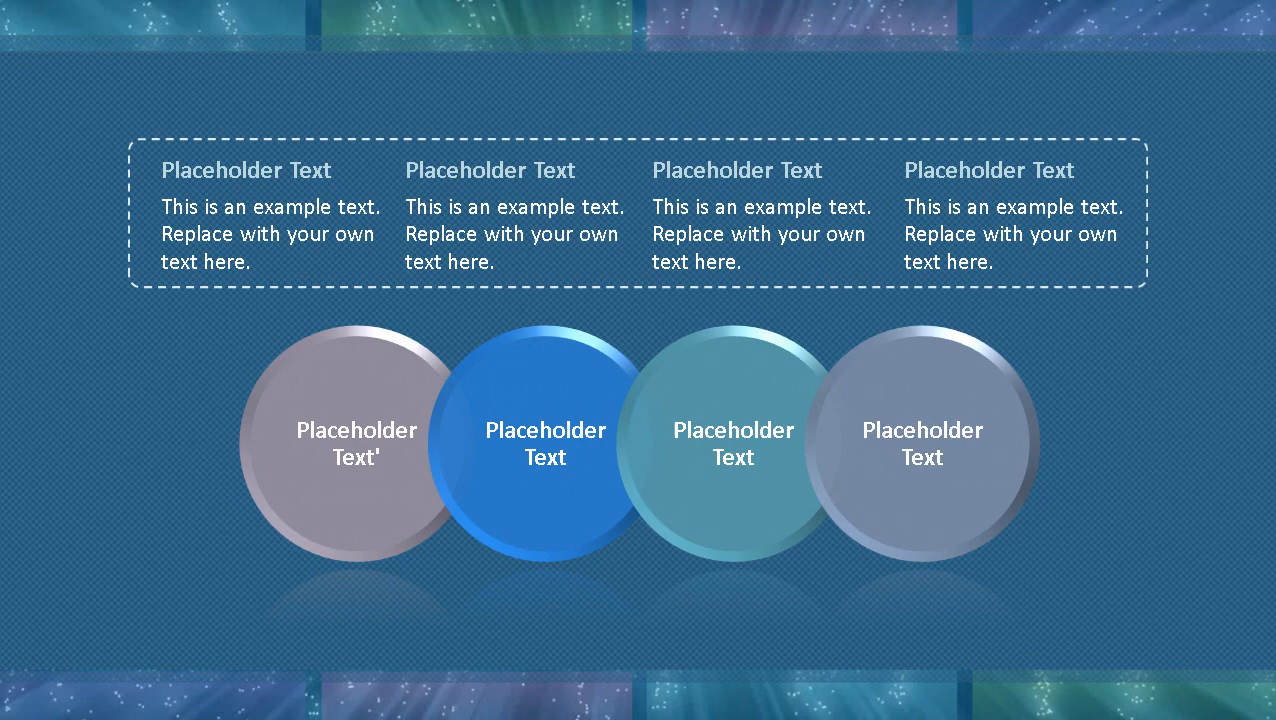 Placeholder Text
This is an example text.
Replace with your own
text here.
Placeholder Text
This is an example text.
Replace with your own
text here.
Placeholder Text
This is an example text.
Replace with your own
text here.
Placeholder Text
This is an example text.
Replace with your own
text here.
Placeholder
Text'
Placeholder
Text
Placeholder
Text
Placeholder
Text